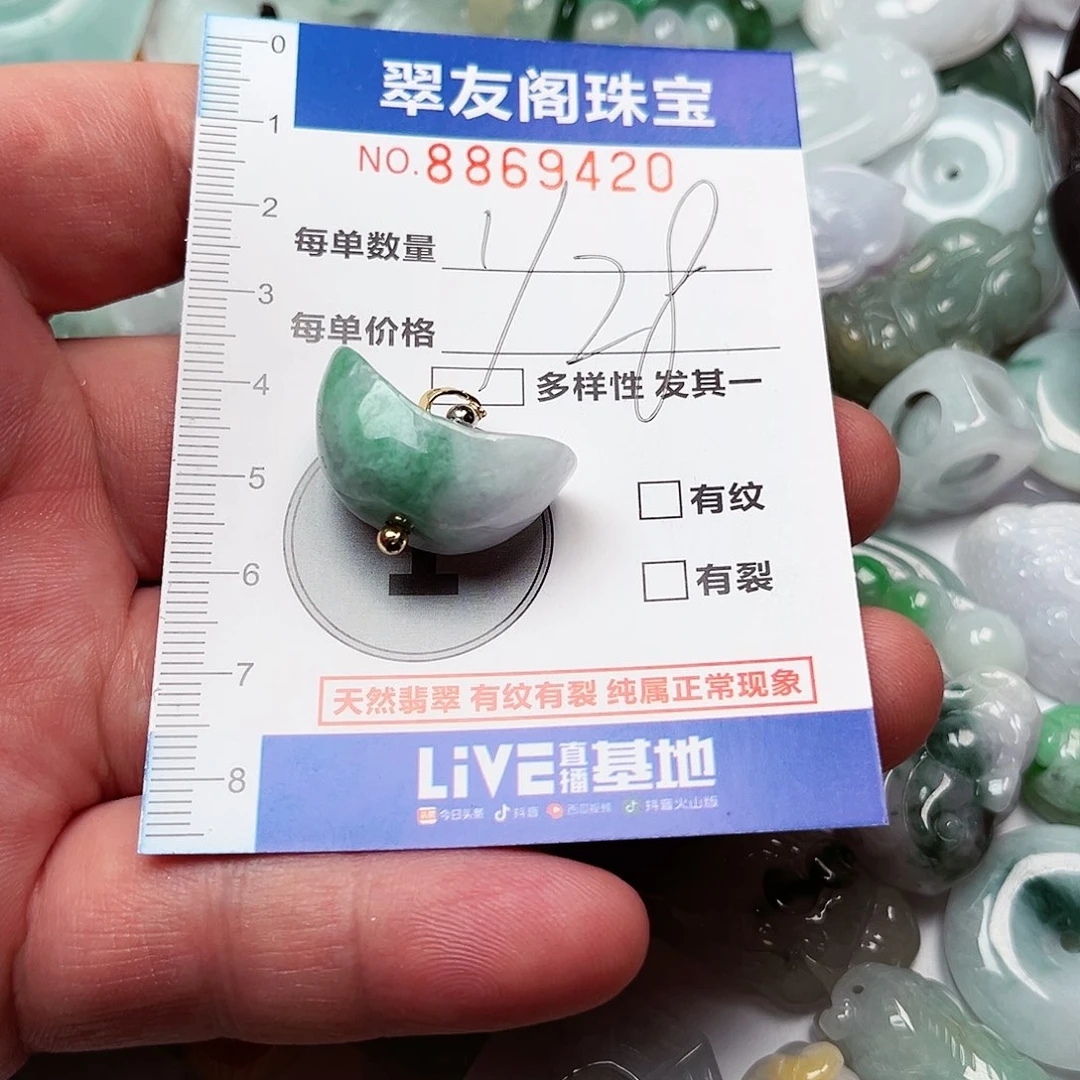 翠友阁珠宝
NO.8869420
每单数量
每单价格
1/28
多样性 发其一
有纹
有裂
天然翡翠 有纹有裂 纯属正常现象
LiVE直播基地
今日头条 抖音 西瓜视频 抖音火山版
0
1
2
3
4
5
6
7
8